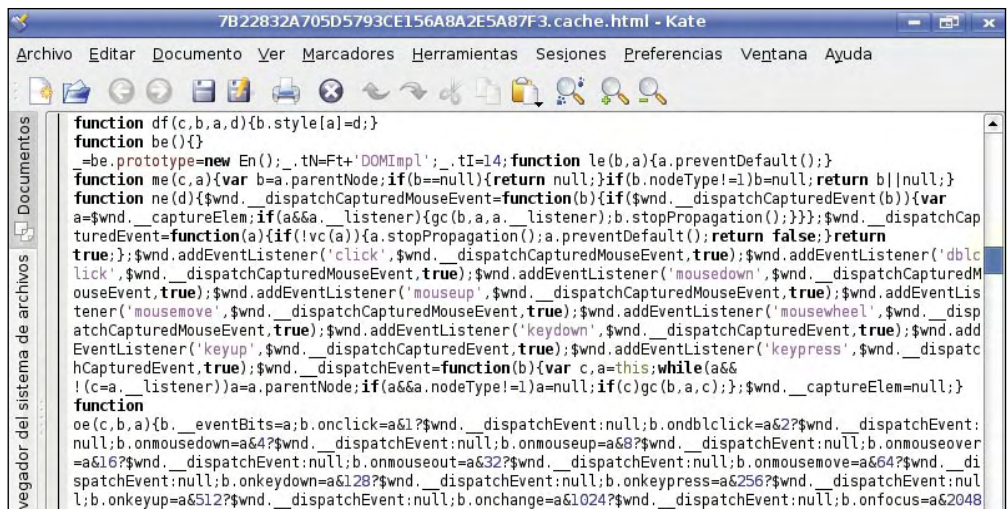 7B22832A705D5793CE156A8A2E5A87F3.cache.html - Kate
Archivo Editar Documento Ver Marcadores Herramientas Sesiones Preferencias Ventana Ayuda
Documentos
vegador del sistema de archivos
function df(c,b,a,d){b.style[a]=d;}
function be(){}
_=be.prototype=new En();_.tN=Ft+'DOMImpl';_.tI=14;function le(b,a){a.preventDefault();}
function me(c,a){var b=a.parentNode;if(b==null){return null;}if(b.nodeType!=1)b=null;return b||null;}
function ne(d){$wnd.__dispatchCapturedMouseEvent=function(b){if($wnd.__dispatchCapturedEvent(b)){var
a=$wnd.__captureElem;if(a&&a.__listener){gc(b,a,a.__listener);b.stopPropagation();}}};$wnd.__dispatchCap
turedEvent=function(a){if(!vc(a)){a.stopPropagation();a.preventDefault();return false;}return
true;};$wnd.addEventListener('click',$wnd.__dispatchCapturedMouseEvent,true);$wnd.addEventListener('dblc
lick',$wnd.__dispatchCapturedMouseEvent,true);$wnd.addEventListener('mousedown',$wnd.__dispatchCapturedM
ouseEvent,true);$wnd.addEventListener('mouseup',$wnd.__dispatchCapturedMouseEvent,true);$wnd.addEventLis
tener('mousemove',$wnd.__dispatchCapturedMouseEvent,true);$wnd.addEventListener('mousewheel',$wnd.__disp
atchCapturedMouseEvent,true);$wnd.addEventListener('keydown',$wnd.__dispatchCapturedEvent,true);$wnd.add
EventListener('keyup',$wnd.__dispatchCapturedEvent,true);$wnd.addEventListener('keypress',$wnd.__dispatc
hCapturedEvent,true);$wnd.__dispatchEvent=function(b){var c,a=this;while(a&&
!(c=a.__listener))a=a.parentNode;if(a&&a.nodeType!=1)a=null;if(c)gc(b,a,c);};$wnd.__captureElem=null;}
function
oe(c,b,a){b.__eventBits=a;b.onclick=a&1?$wnd.__dispatchEvent:null;b.ondblclick=a&2?$wnd.__dispatchEvent:
null;b.onmousedown=a&4?$wnd.__dispatchEvent:null;b.onmouseup=a&8?$wnd.__dispatchEvent:null;b.onmouseover
=a&16?$wnd.__dispatchEvent:null;b.onmouseout=a&32?$wnd.__dispatchEvent:null;b.onmousemove=a&64?$wnd.__di
spatchEvent:null;b.onkeydown=a&128?$wnd.__dispatchEvent:null;b.onkeypress=a&256?$wnd.__dispatchEvent:nul
l;b.onkeyup=a&512?$wnd.__dispatchEvent:null;b.onchange=a&1024?$wnd.__dispatchEvent:null;b.onfocus=a&2048